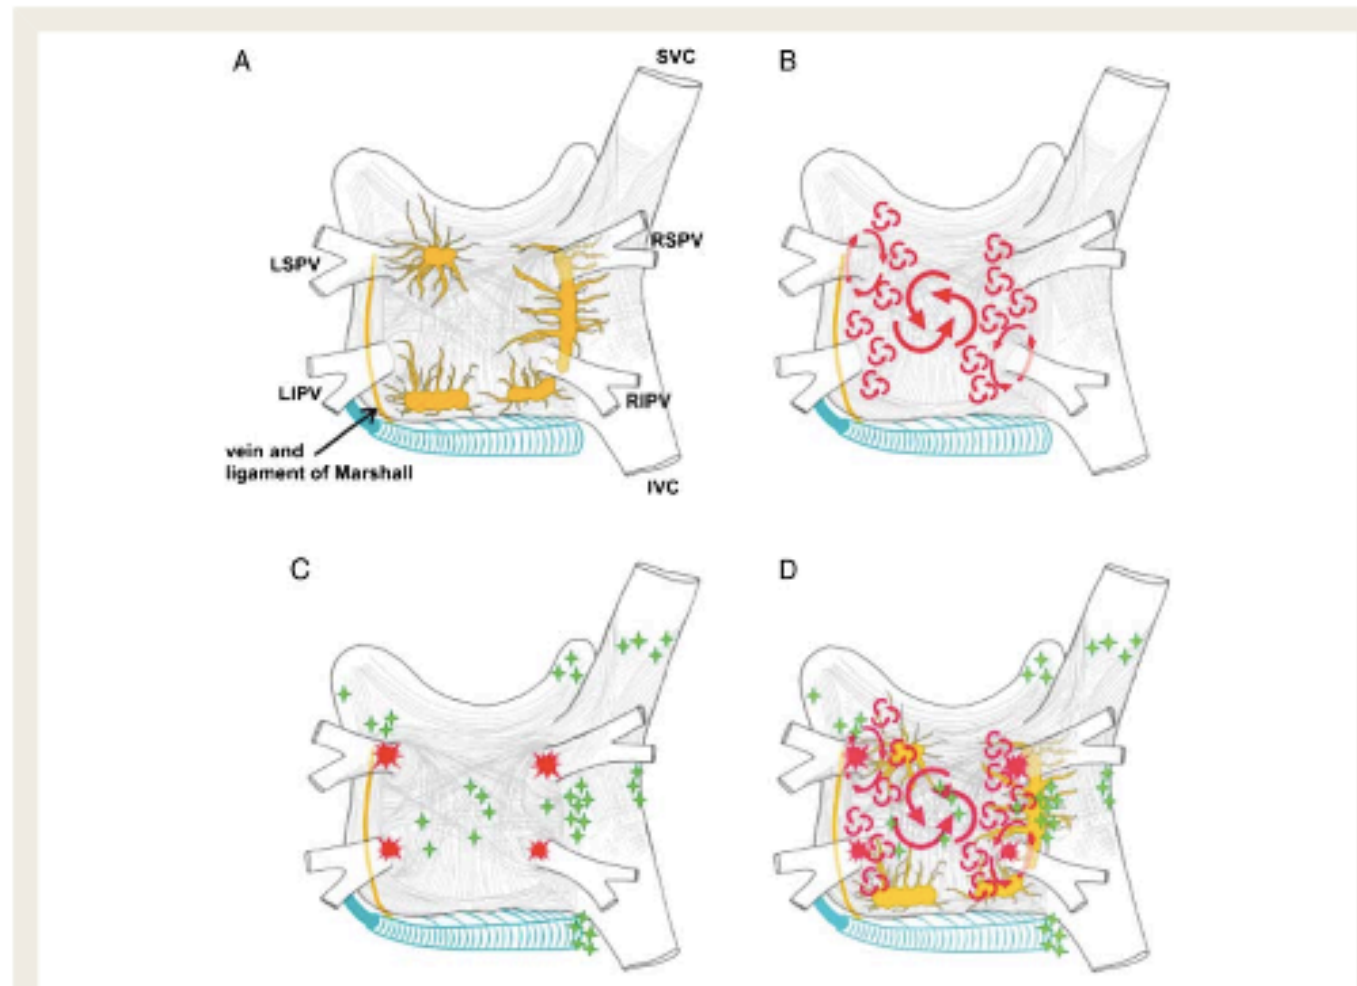 A
SVC
B
RSPV
LSPV
LIPV
RIPV
vein and
ligament of Marshall
IVC
C
D